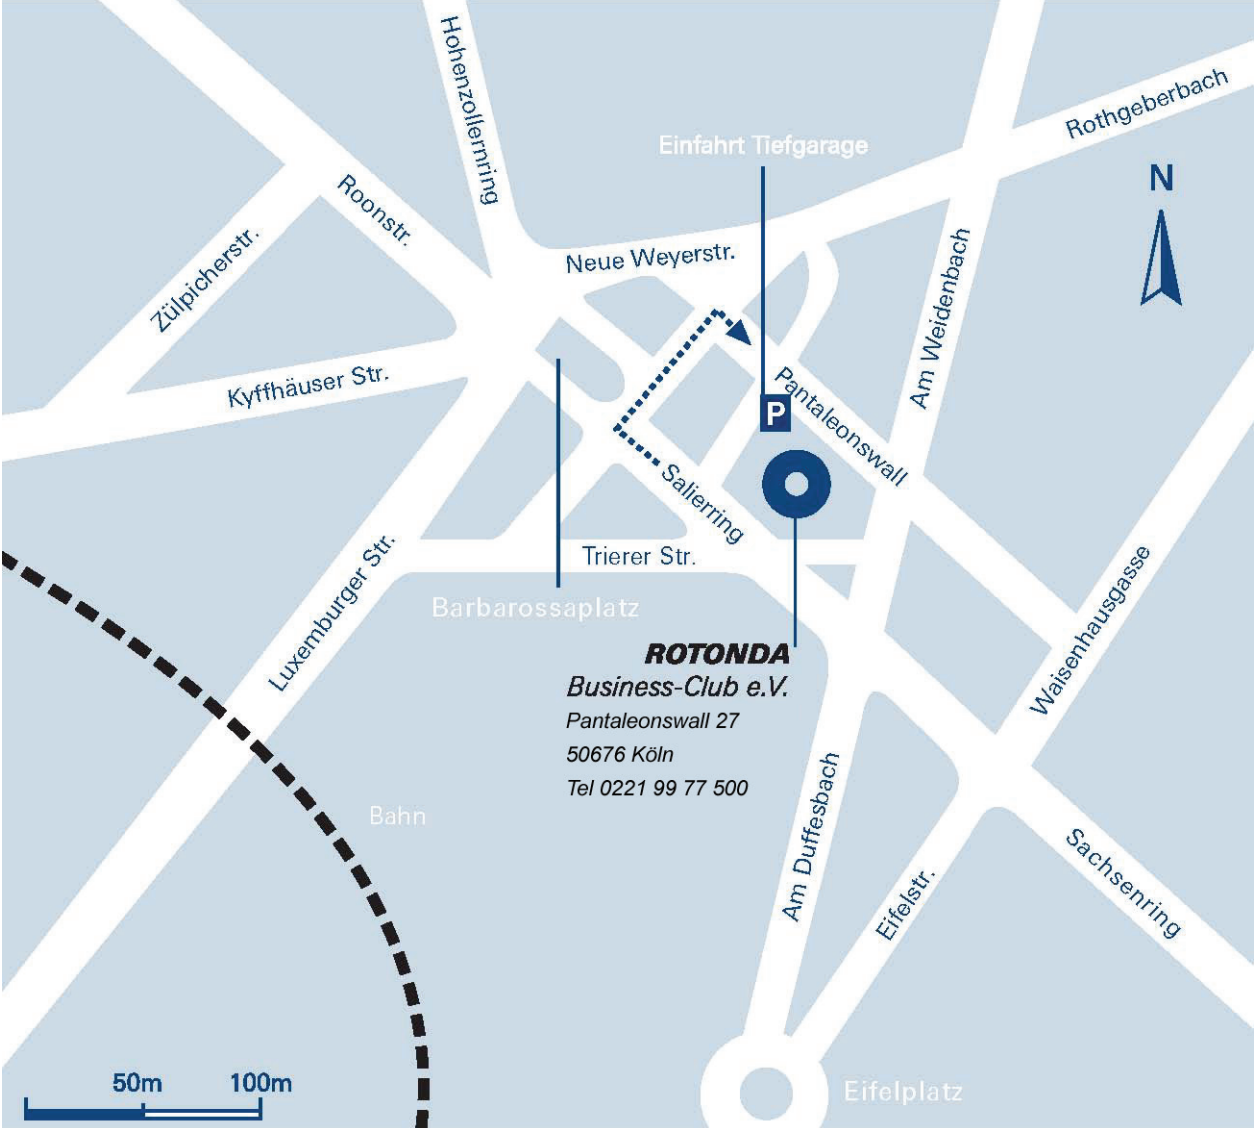 Hohenzollernring
Rothgeberbach
Einfahrt Tiefgarage
N
Roonstr.
Zülpicherstr.
Neue Weyerstr.
Am Weidenbach
Kyffhäuser Str.
Pantaleonswall
P
Salierring
Trierer Str.
Luxemburger Str.
Barbarossaplatz
Waisenhausgasse
ROTONDA
Business-Club e.V.
Pantaleonswall 27
50676 Köln
Tel 0221 99 77 500
Bahn
Am Duffesbach
Eifelstr.
Sachsenring
50m
100m
Eifelplatz